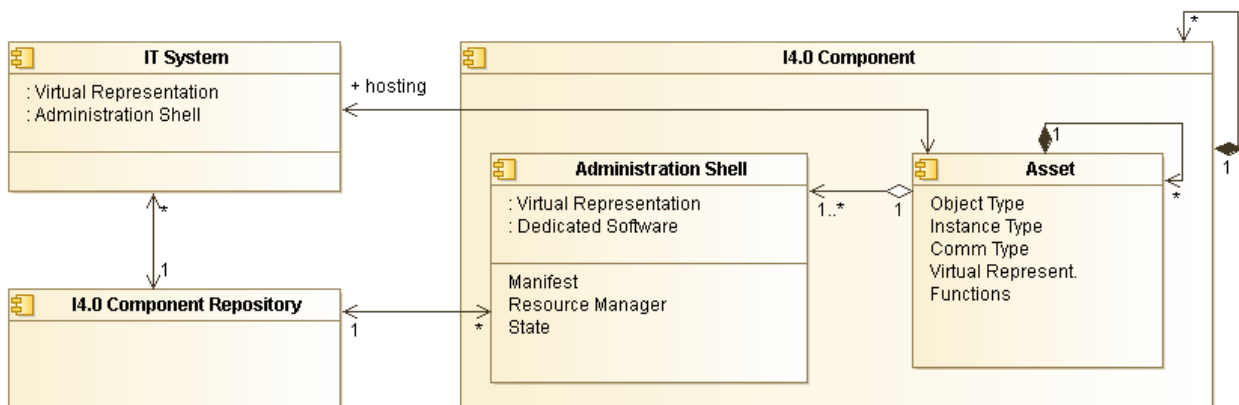 IT System
: Virtual Representation
: Administration Shell
+ hosting
*
1
I4.0 Component Repository
1
*
I4.0 Component
*
1
Administration Shell
: Virtual Representation
: Dedicated Software
Manifest
Resource Manager
State
1..*
1
Asset
Object Type
Instance Type
Comm Type
Virtual Represent.
Functions
1
*